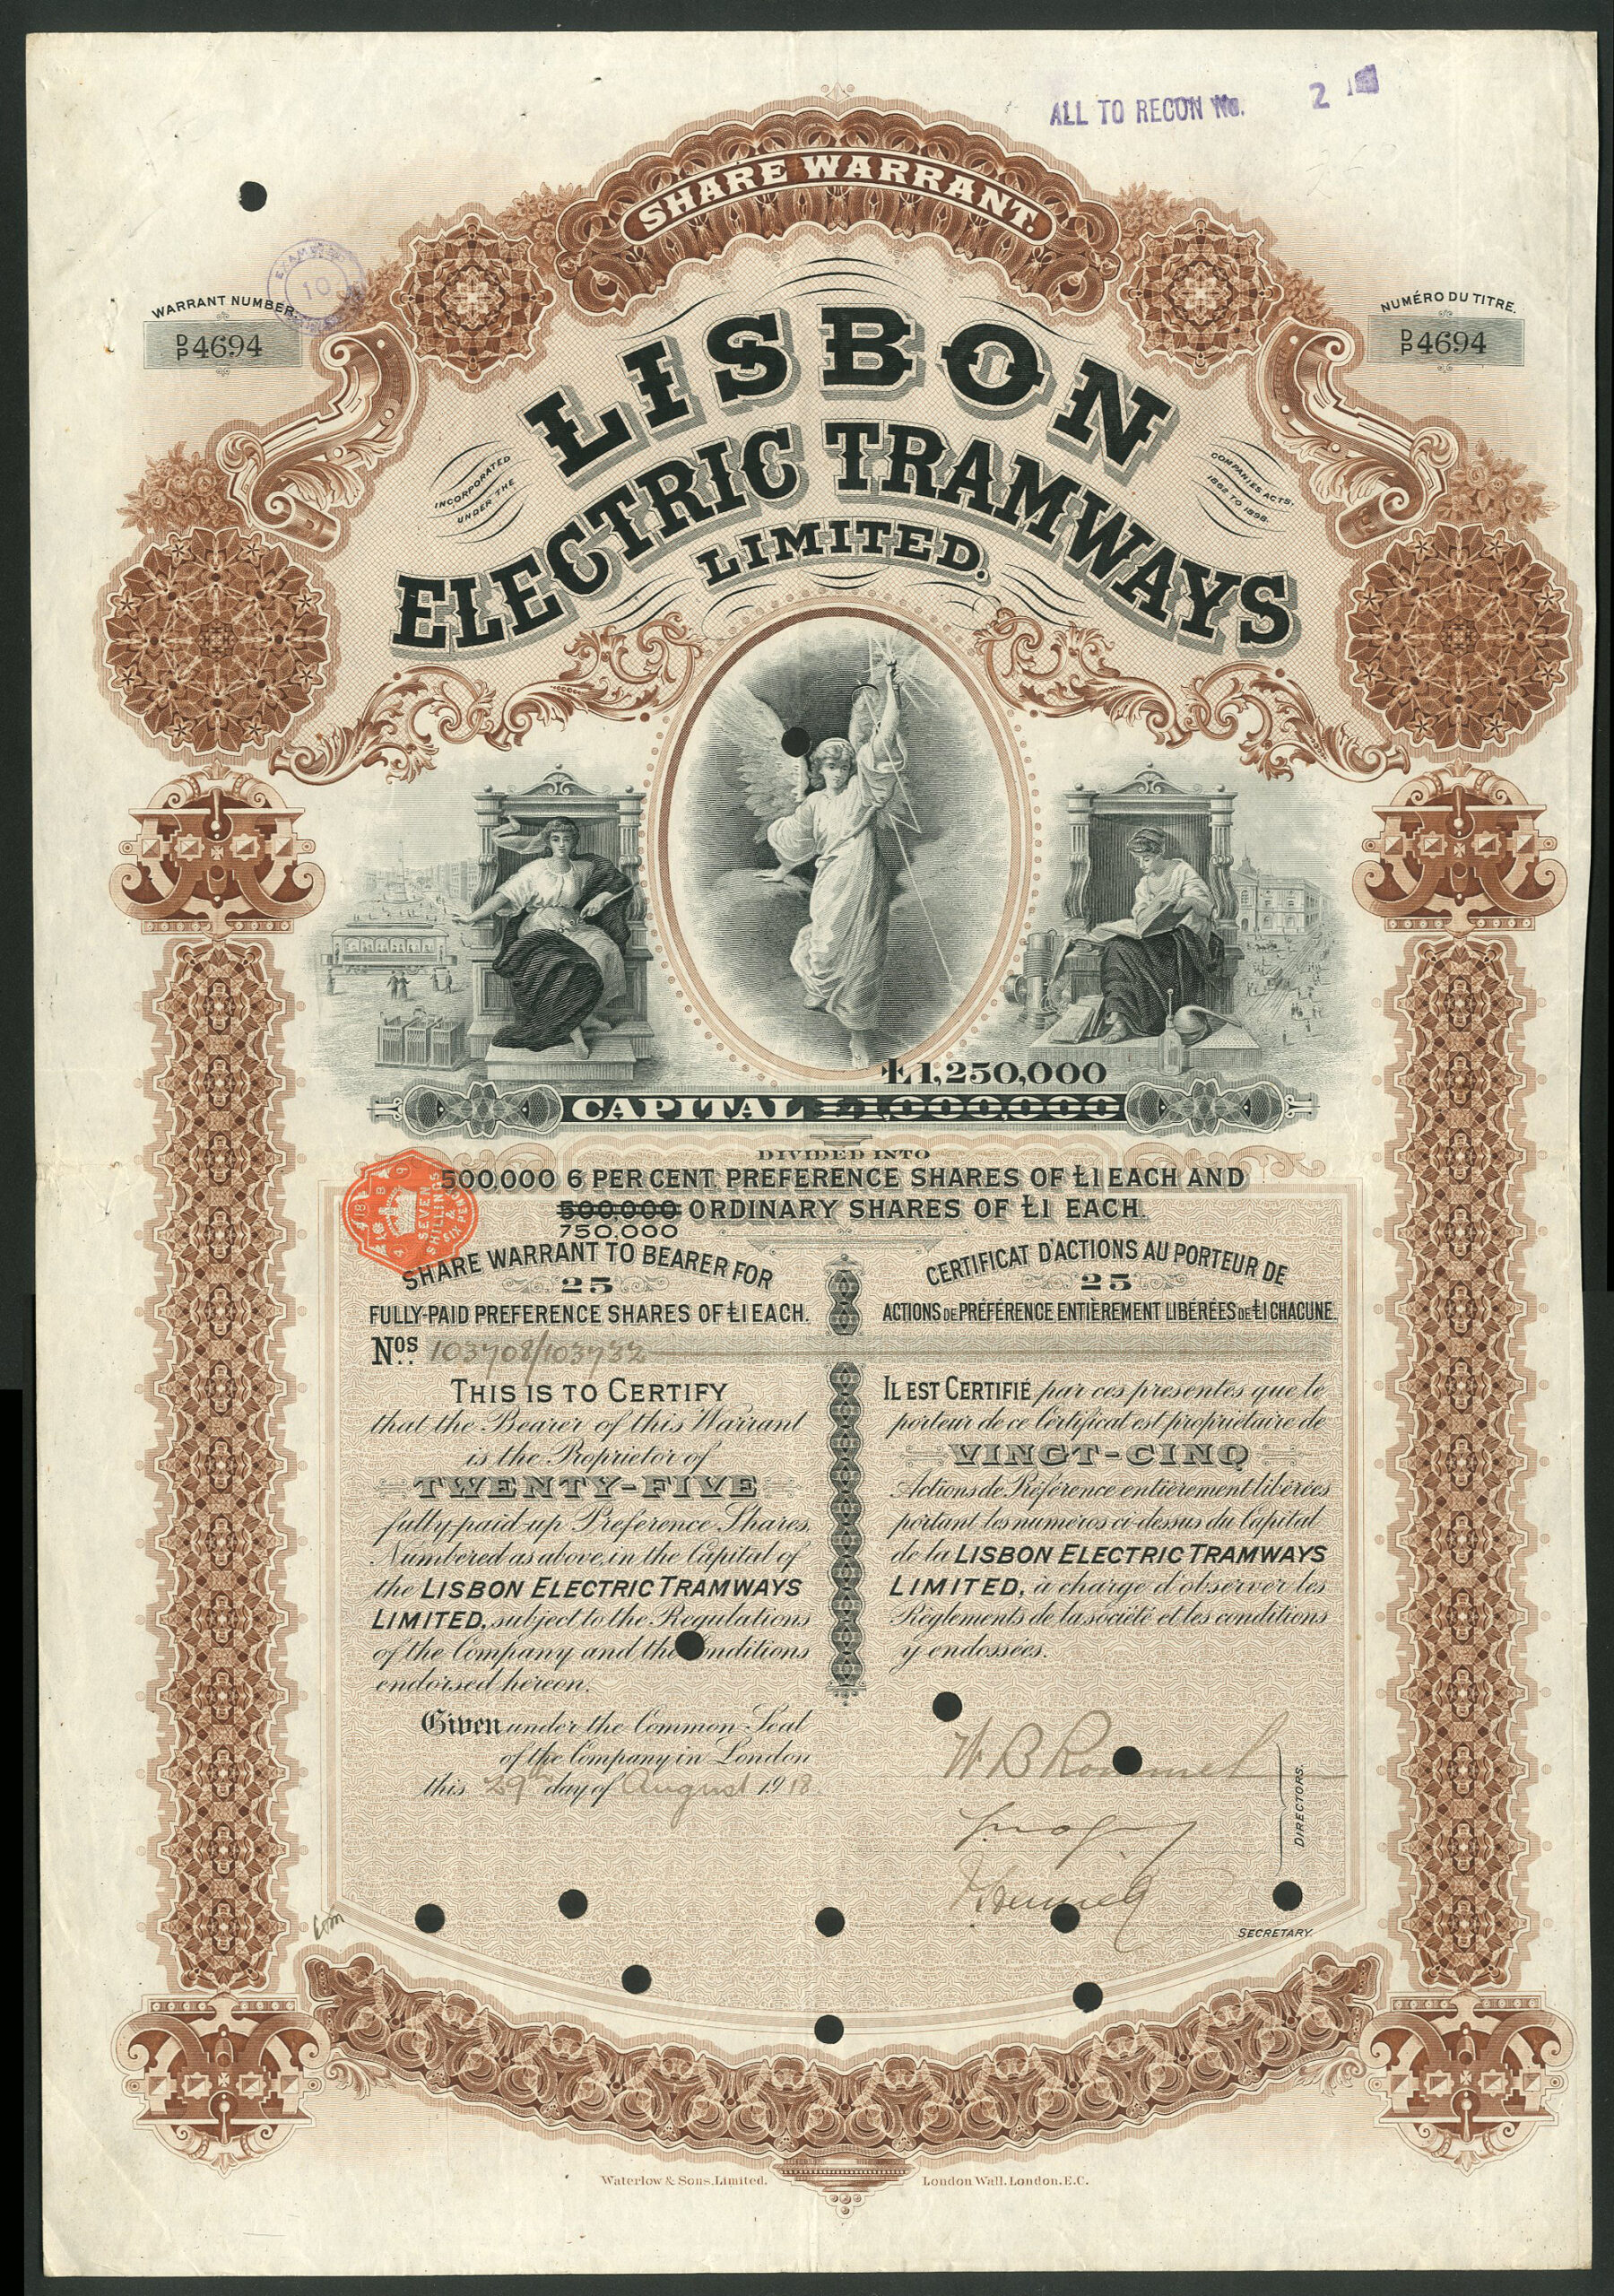 ALL TO RECON No. 2
SHARE WARRANT.
EXAMINED
10
WARRANT NUMBER.
D/P 4694
NUMÉRO DU TITRE.
D/P 4694
LISBON
ELECTRIC TRAMWAYS
LIMITED.
INCORPORATED
UNDER THE
COMPANIES ACTS,
1862 TO 1898.
£1,250,000
CAPITAL £1,000,000
DIVIDED INTO
500,000 6 PER CENT. PREFERENCE SHARES OF £1 EACH AND
500,000 ORDINARY SHARES OF £1 EACH.
750,000
SEVEN
SHILLINGS
&
SIX PENCE
SHARE WARRANT TO BEARER FOR
25
FULLY-PAID PREFERENCE SHARES OF £1 EACH.
Nos. 103708/103732
THIS IS TO CERTIFY
that the Bearer of this Warrant
is the Proprietor of
TWENTY-FIVE
fully-paid up Preference Shares,
Numbered as above, in the Capital of
the LISBON ELECTRIC TRAMWAYS
LIMITED, subject to the Regulations
of the Company and the Conditions
endorsed hereon.
Given under the Common Seal
of the Company in London
this 29th day of August 1918.
CERTIFICAT D'ACTIONS AU PORTEUR DE
25
ACTIONS DE PRÉFÉRENCE ENTIÈREMENT LIBÉRÉES DE £1 CHACUNE.
IL EST CERTIFIÉ par ces presentes que le
porteur de ce Certificat est propriétaire de
VINGT-CINQ
Actions de Préférence entièrement libérées
portant les numéros ci-dessus du Capital
de la LISBON ELECTRIC TRAMWAYS
LIMITED, à charge d'observer les
Règlements de la société et les conditions
y endossées.
DIRECTORS.
SECRETARY.
Waterlow & Sons, Limited. London Wall, London, E.C.